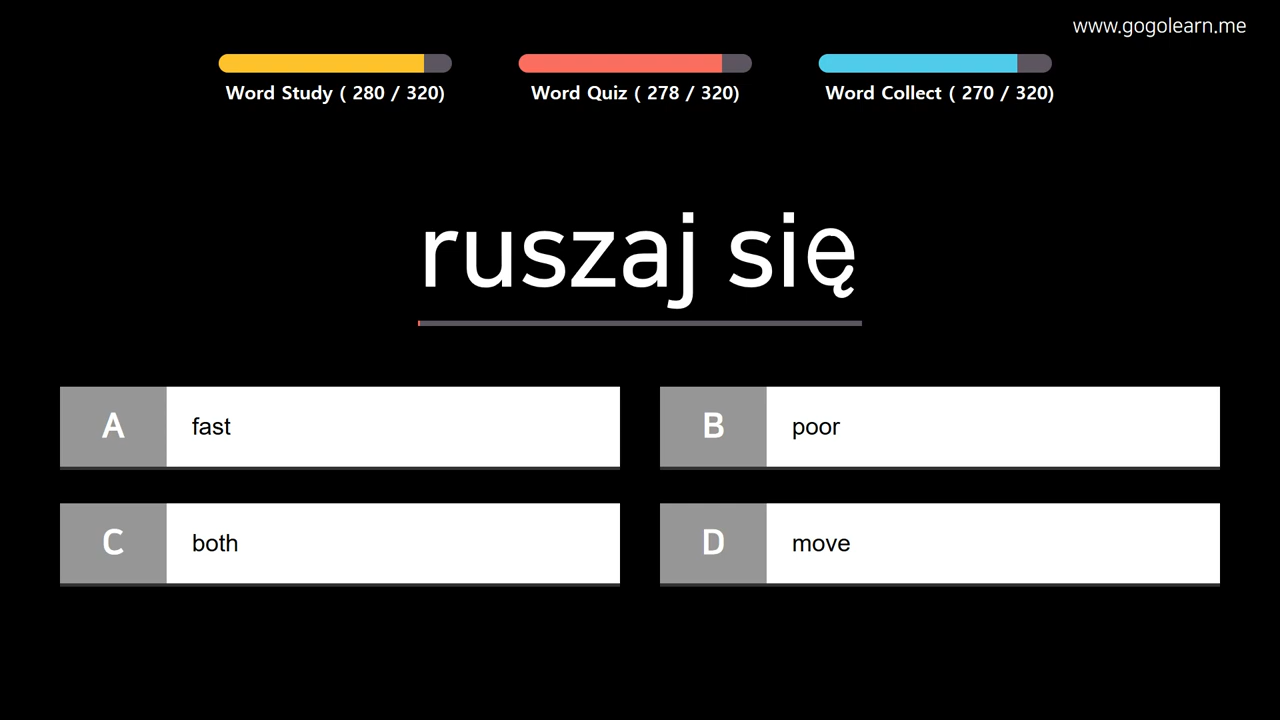 www.gogolearn.me
Word Study ( 280 / 320)
Word Quiz ( 278 / 320)
Word Collect ( 270 / 320)
ruszaj się
A fast
B poor
C both
D move